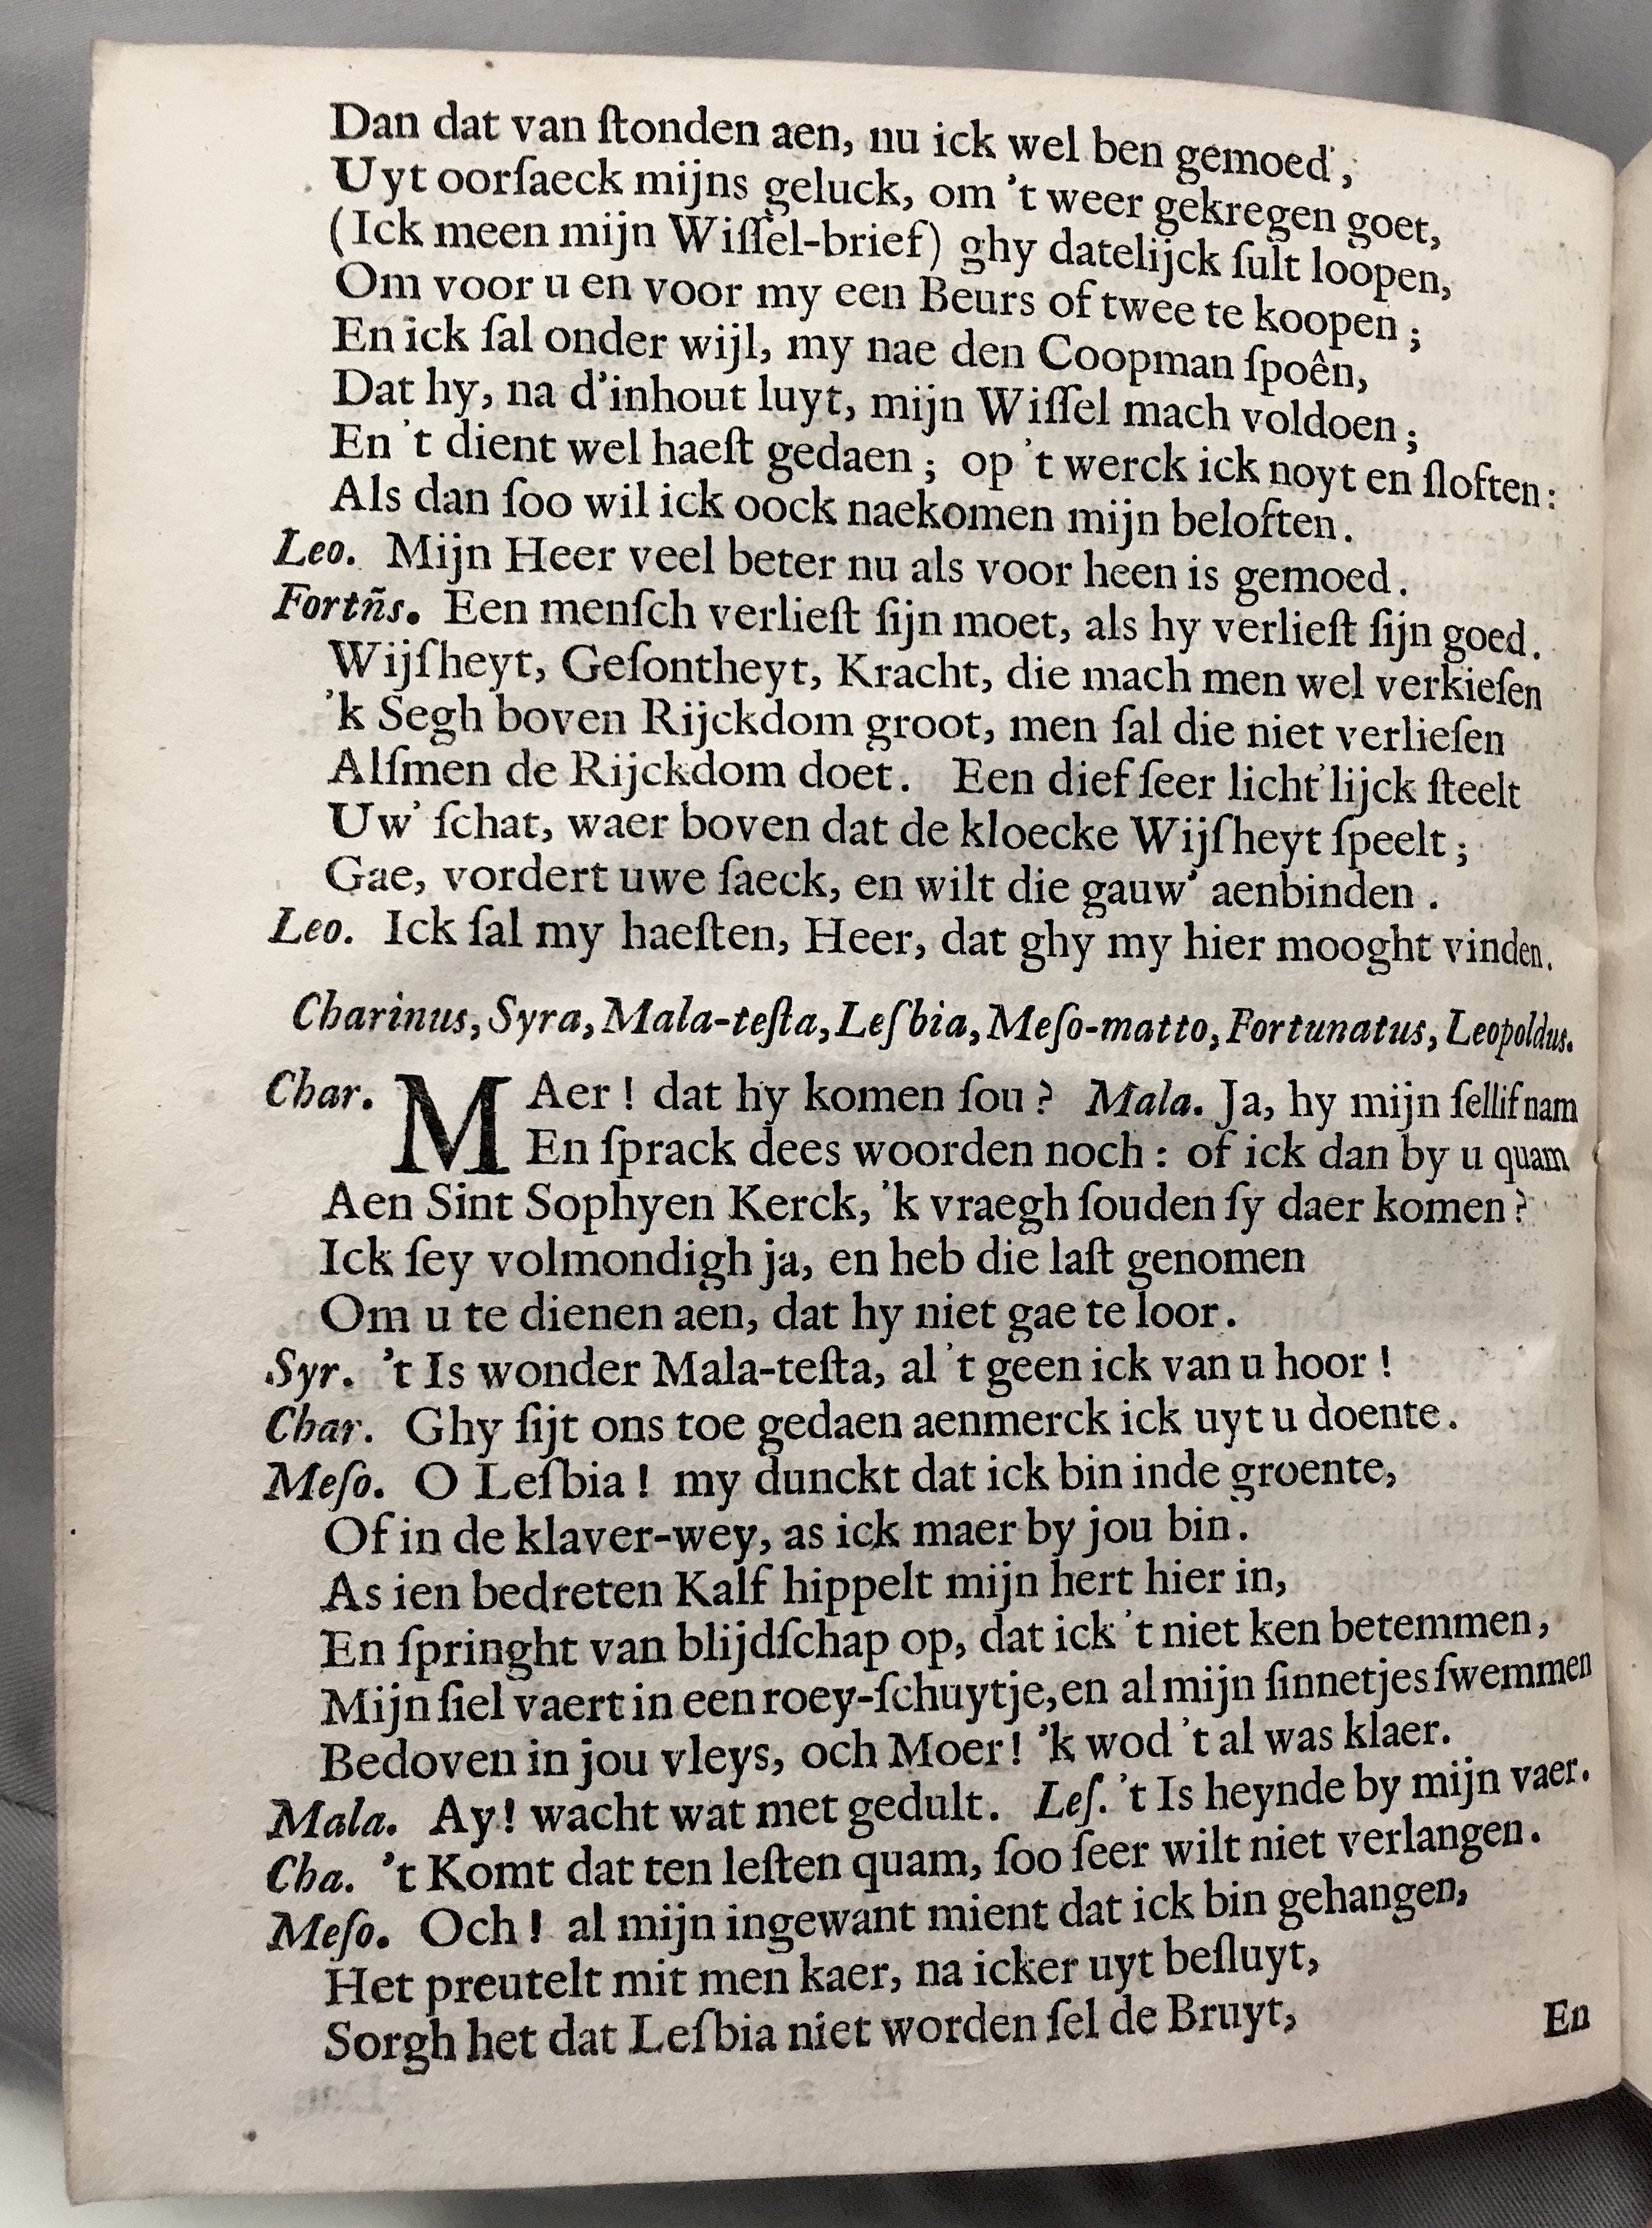 Dan dat van ſtonden aen, nu ick wel ben gemoed,
Uyt oorſaeck mijns geluck, om 't weer gekregen goet,
(Ick meen mijn Wiſſel-brief) ghy datelijck ſult loopen,
Om voor u en voor my een Beurs of twee te koopen;
En ick ſal onder wijl, my nae den Coopman ſpoên,
Dat hy, na d'inhout luyt, mijn Wiſſel mach voldoen;
En 't dient wel haeſt gedaen; op 't werck ick noyt en ſloften:
Als dan ſoo wil ick oock naekomen mijn beloften.
Leo. Mijn Heer veel beter nu als voor heen is gemoed.
Fortñs. Een menſch verlieſt ſijn moet, als hy verlieſt ſijn goed.
Wijſheyt, Geſontheyt, Kracht, die mach men wel verkieſen
'k Segh boven Rijckdom groot, men ſal die niet verlieſen
Alſmen de Rijckdom doet. Een dief ſeer licht'lijck ſteelt
Uw' ſchat, waer boven dat de kloecke Wijſheyt ſpeelt;
Gae, vordert uwe ſaeck, en wilt die gauw' aenbinden.
Leo. Ick ſal my haeſten, Heer, dat ghy my hier mooght vinden.
Charinus, Syra, Mala-teſta, Leſbia, Meſo-matto, Fortunatus, Leopoldus.
Char. MAer! dat hy komen ſou? Mala. Ja, hy mijn ſellif nam
En ſprack dees woorden noch: of ick dan by u quam
Aen Sint Sophyen Kerck, 'k vraegh ſouden ſy daer komen?
Ick ſey volmondigh ja, en heb die laſt genomen
Om u te dienen aen, dat hy niet gae te loor.
Syr. 't Is wonder Mala-teſta, al 't geen ick van u hoor!
Char. Ghy ſijt ons toe gedaen aenmerck ick uyt u doente.
Meſo. O Leſbia! my dunckt dat ick bin inde groente,
Of in de klaver-wey, as ick maer by jou bin.
As ien bedreten Kalf hippelt mijn hert hier in,
En ſpringht van blijdſchap op, dat ick 't niet ken betemmen,
Mijn ſiel vaert in een roey-ſchuytje, en al mijn ſinnetjes ſwemmen
Bedoven in jou vleys, och Moer! 'k wod 't al was klaer.
Mala. Ay! wacht wat met gedult. Leſ. 't Is heynde by mijn vaer.
Cha. 't Komt dat ten leſten quam, ſoo ſeer wilt niet verlangen.
Meſo. Och! al mijn ingewant mient dat ick bin gehangen,
Het preutelt mit men kaer, na icker uyt beſluyt,
Sorgh het dat Leſbia niet worden ſel de Bruyt,
En